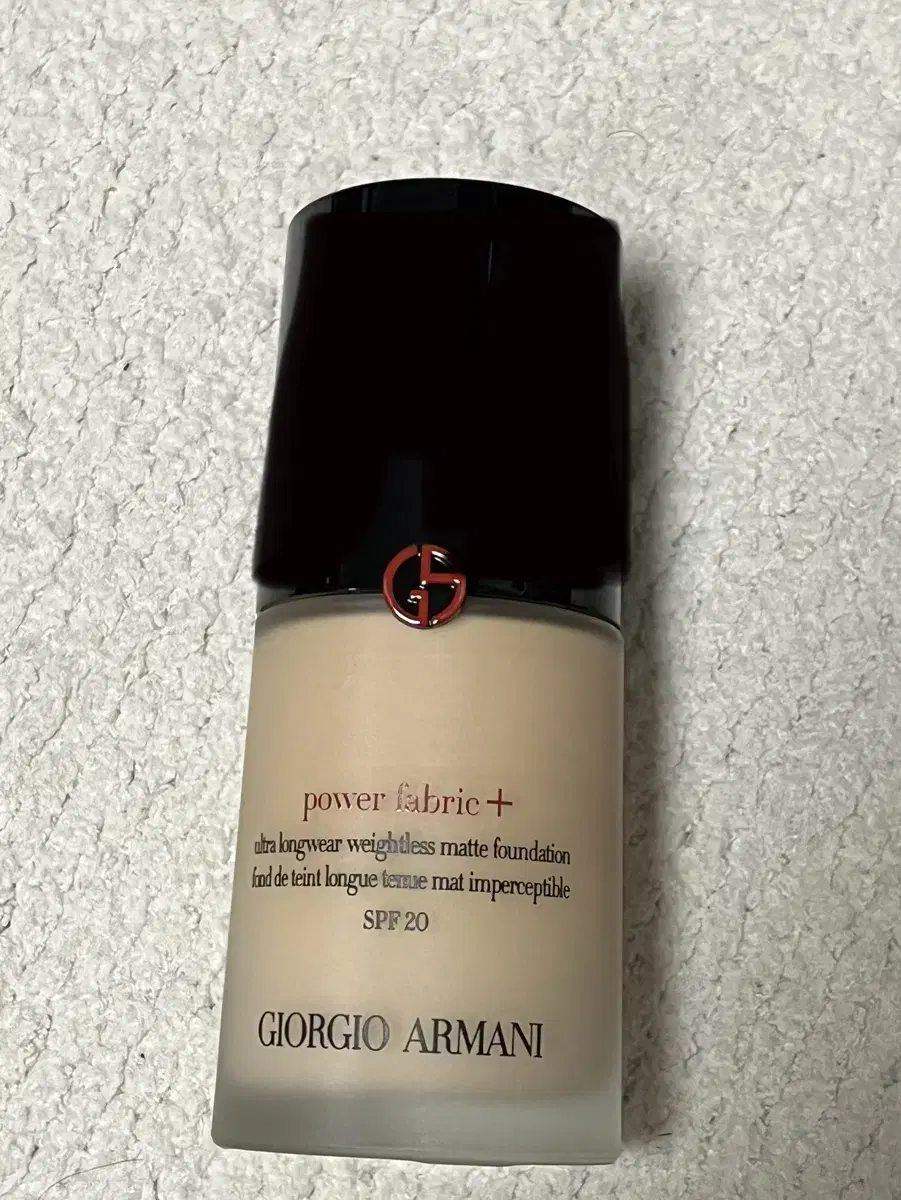 power fabric+
ultra longwear weightless matte foundation
fond de teint longue tenue mat imperceptible
SPF 20
GIORGIO ARMANI